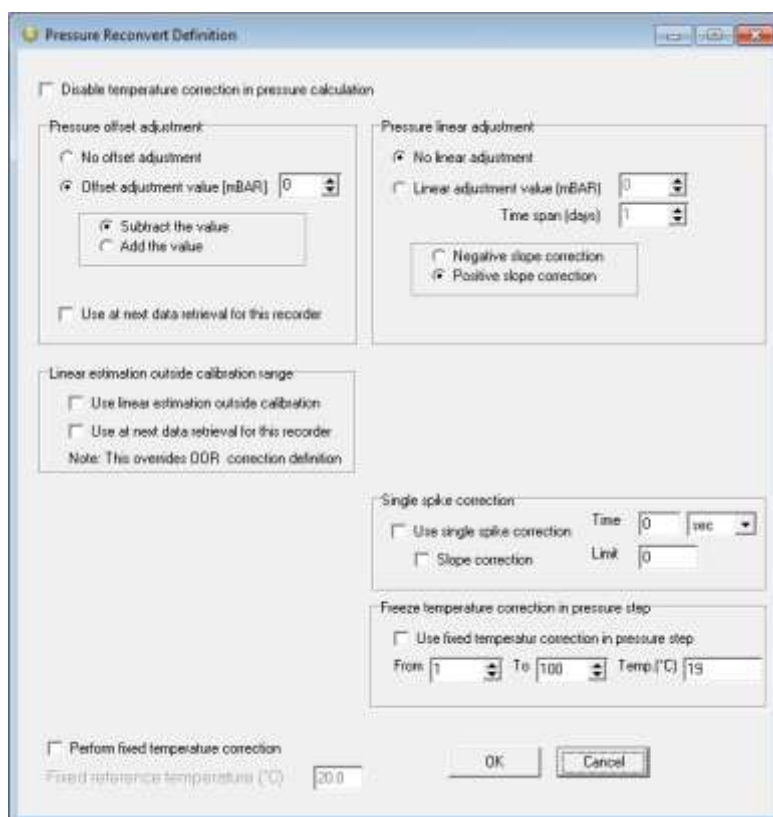 Pressure Reconvert Definition
Disable temperature correction in pressure calculation
Pressure offset adjustment
No offset adjustment
Offset adjustment value (mBAR) 0
Subtract the value
Add the value
Use at next data retrieval for this recorder
Pressure linear adjustment
No linear adjustment
Linear adjustment value (mBAR) 0
Time span (days) 1
Negative slope correction
Positive slope correction
Linear estimation outside calibration range
Use linear estimation outside calibration
Use at next data retrieval for this recorder
Note: This overrides OOR correction definition
Single spike correction
Use single spike correction Time 0 sec
Slope correction Limit 0
Freeze temperature correction in pressure step
Use fixed temperatur correction in pressure step
From 1 To 100 Temp.(°C) 19
Perform fixed temperature correction
Fixed reference temperature (°C) 20.0
OK Cancel